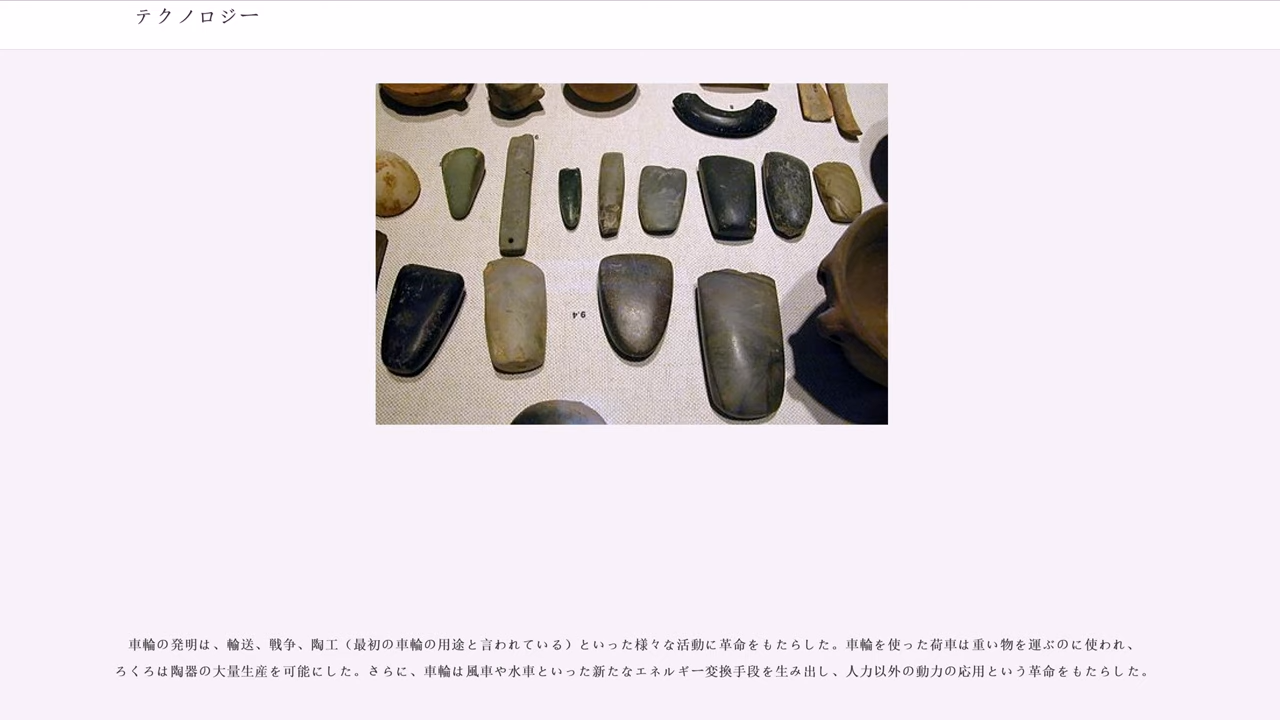 テクノロジー
車輪の発明は、輸送、戦争、陶工（最初の車輪の用途と言われている）といった様々な活動に革命をもたらした。車輪を使った荷車は重い物を運ぶのに使われ、
ろくろは陶器の大量生産を可能にした。さらに、車輪は風車や水車といった新たなエネルギー変換手段を生み出し、人力以外の動力の応用という革命をもたらした。